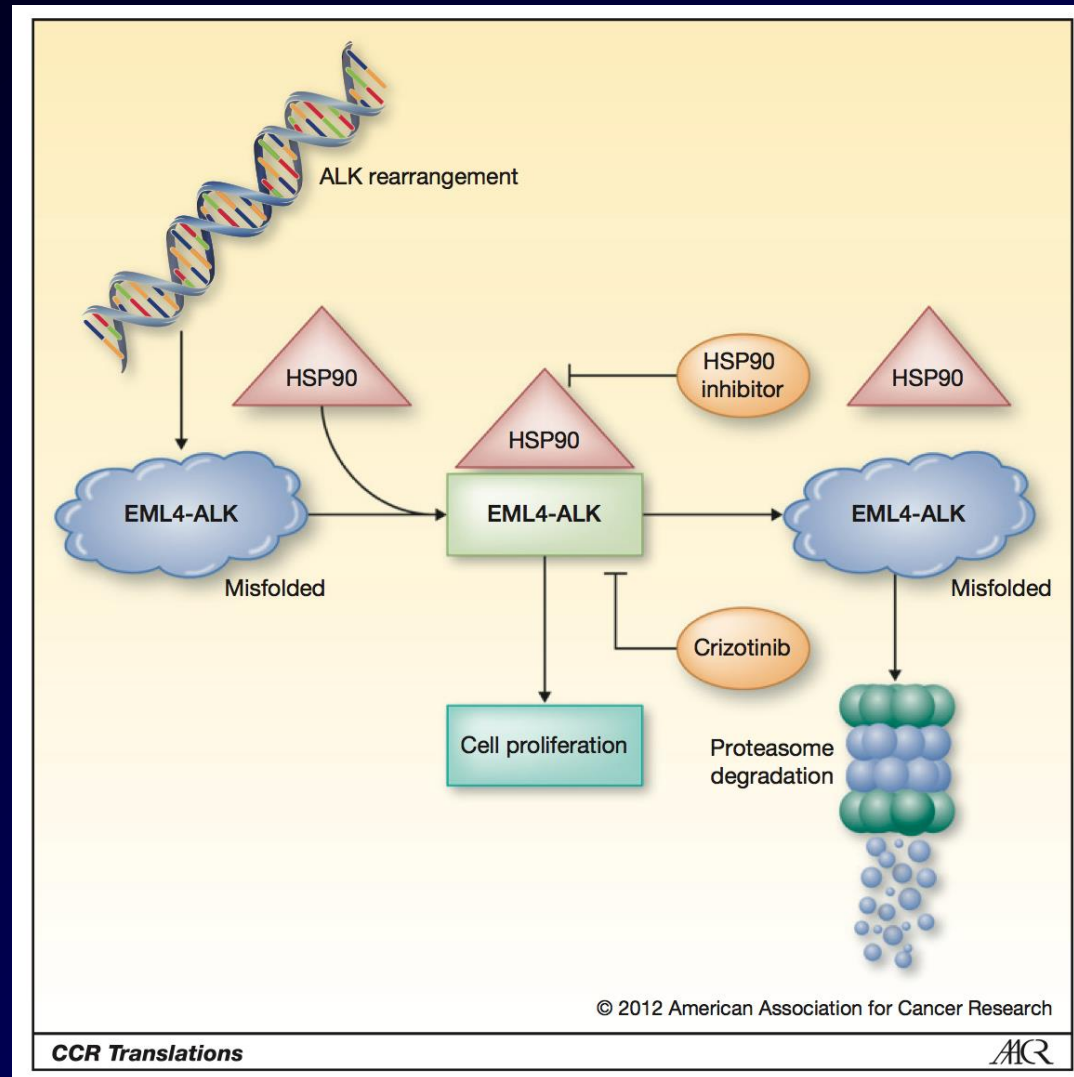 ALK rearrangement
HSP90
HSP90
inhibitor
HSP90
HSP90
EML4-ALK
EML4-ALK
EML4-ALK
Misfolded
Misfolded
Crizotinib
Cell proliferation
Proteasome
degradation
© 2012 American Association for Cancer Research
CCR Translations
AACR